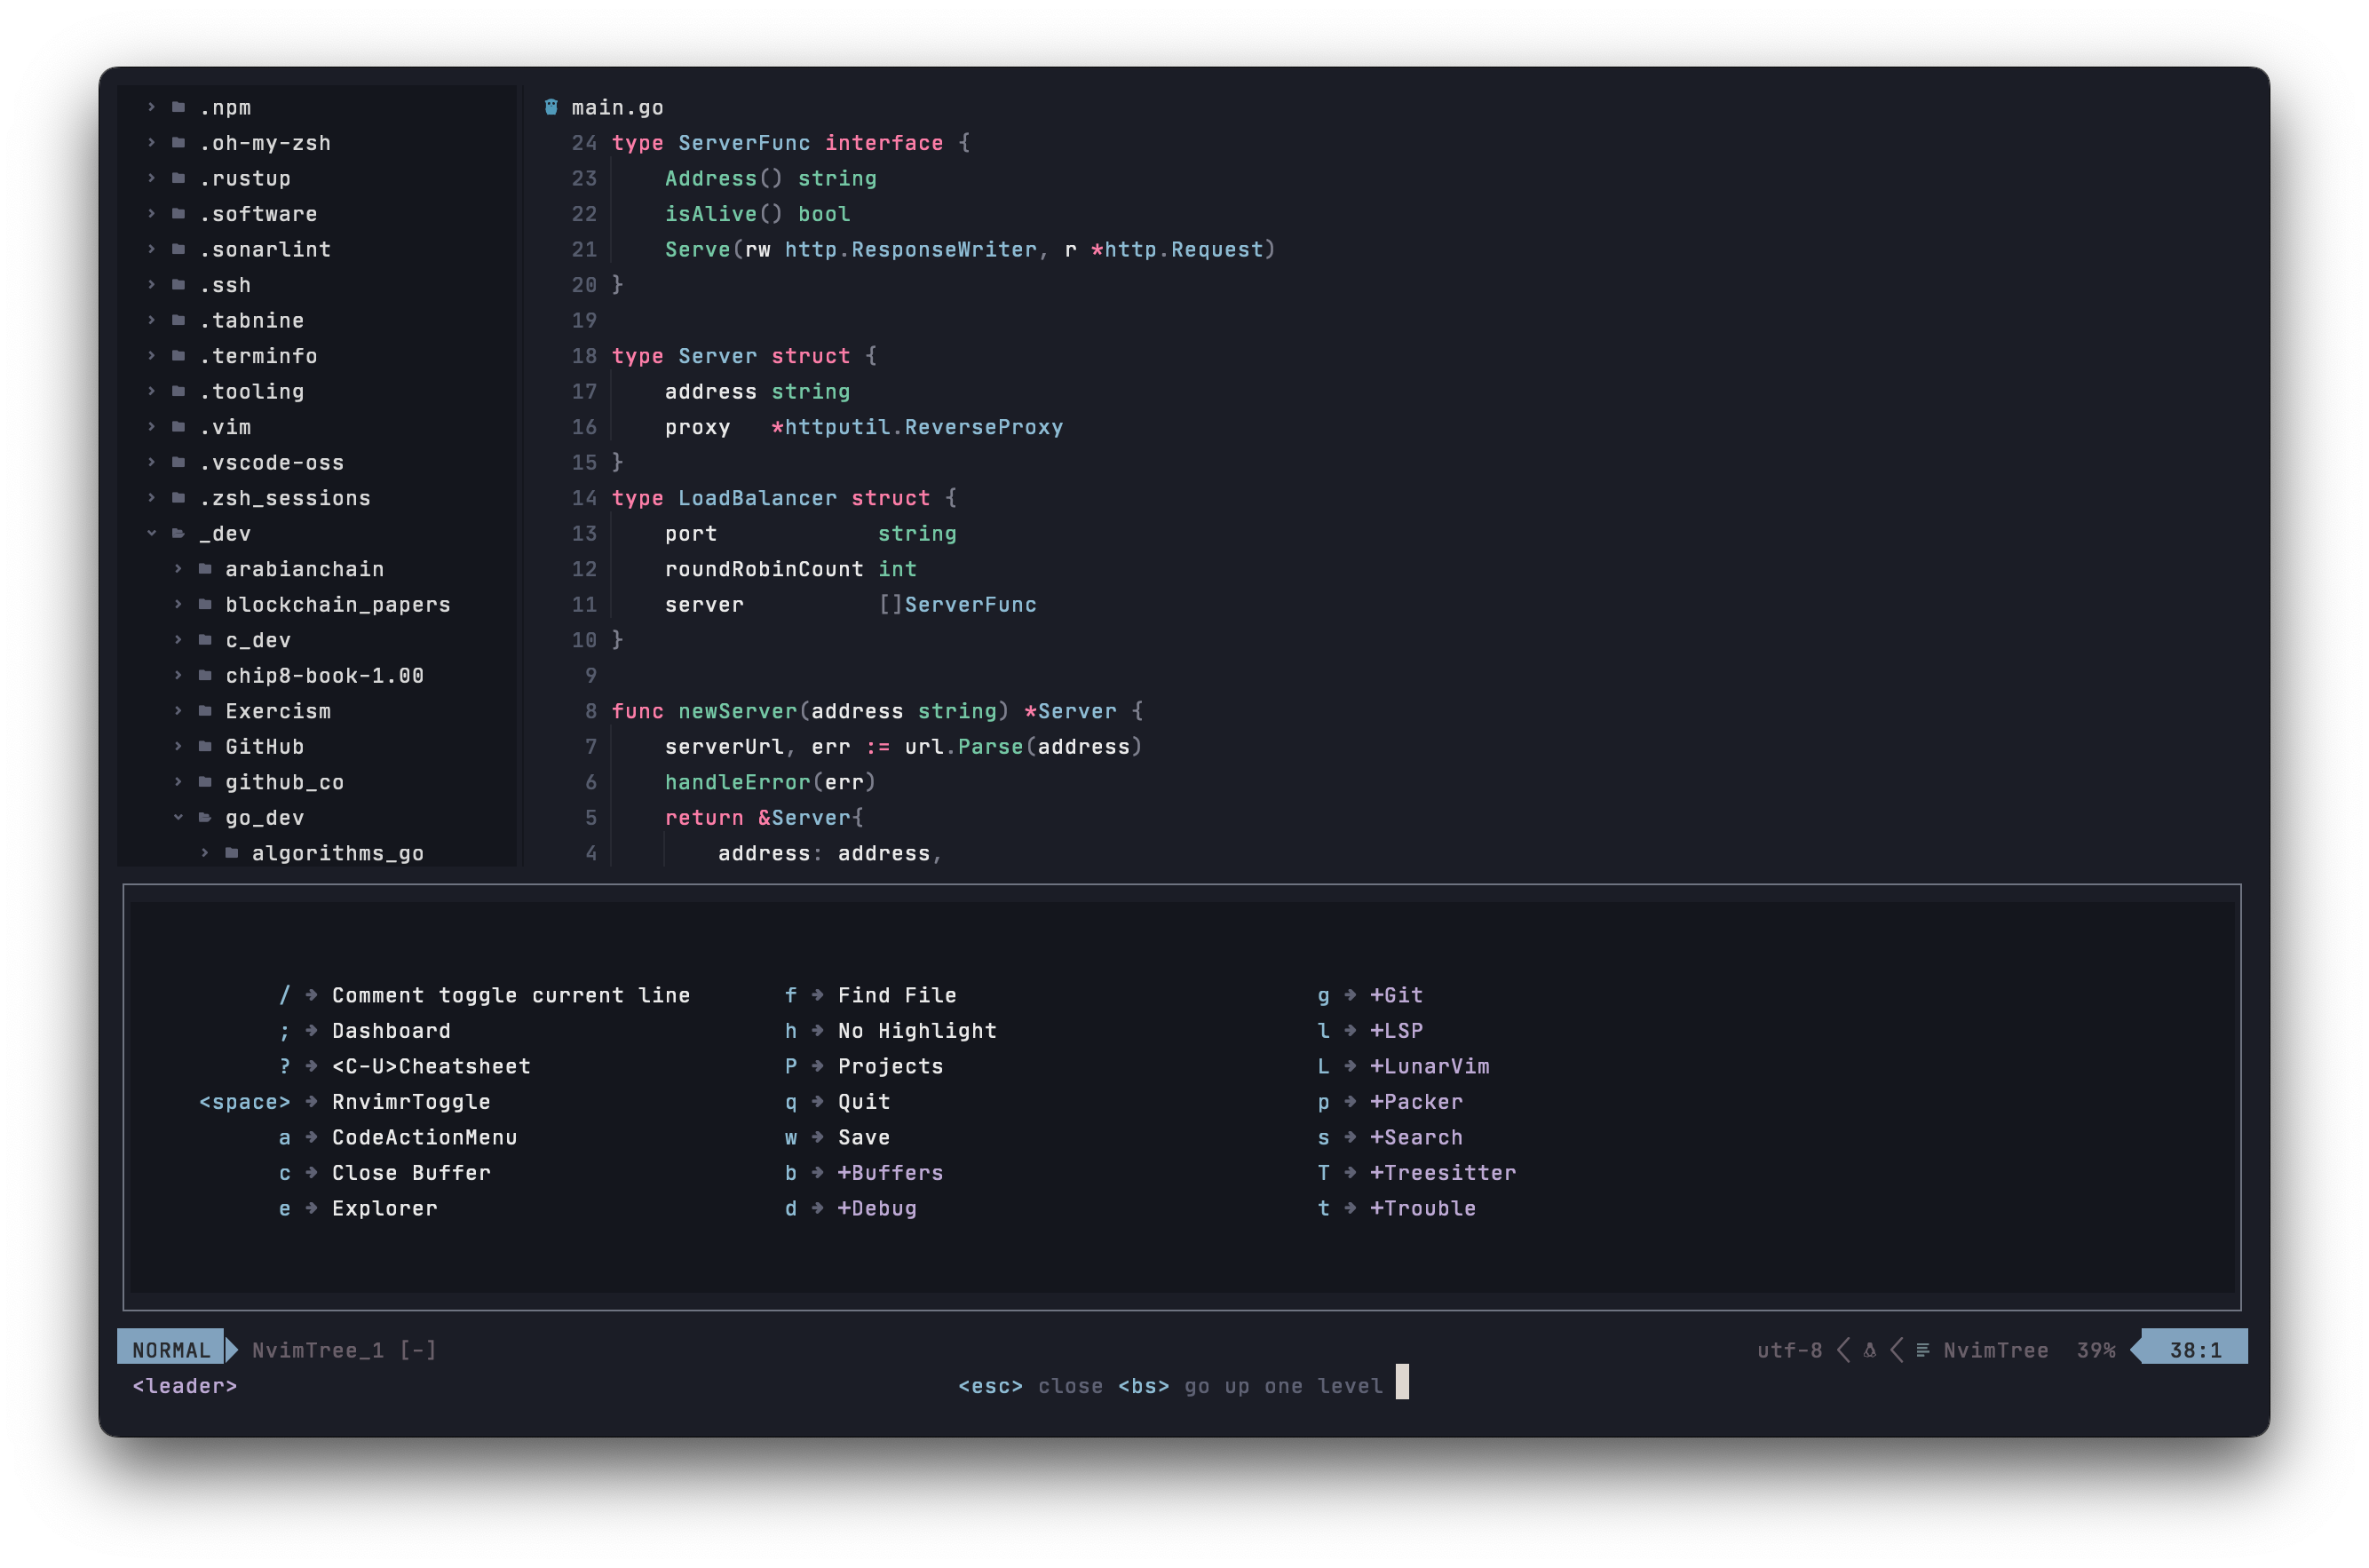 .npm
.oh-my-zsh
.rustup
.software
.sonarlint
.ssh
.tabnine
.terminfo
.tooling
.vim
.vscode-oss
.zsh_sessions
_dev
arabianchain
blockchain_papers
c_dev
chip8-book-1.00
Exercism
GitHub
github_co
go_dev
algorithms_go
main.go
24 type ServerFunc interface {
23     Address() string
22     isAlive() bool
21     Serve(rw http.ResponseWriter, r *http.Request)
20 }
19
18 type Server struct {
17     address string
16     proxy   *httputil.ReverseProxy
15 }
14 type LoadBalancer struct {
13     port            string
12     roundRobinCount int
11     server          []ServerFunc
10 }
9
8 func newServer(address string) *Server {
7     serverUrl, err := url.Parse(address)
6     handleError(err)
5     return &Server{
4         address: address,
/ → Comment toggle current line
; → Dashboard
? → <C-U>Cheatsheet
<space> → RnvimrToggle
a → CodeActionMenu
c → Close Buffer
e → Explorer
f → Find File
h → No Highlight
P → Projects
q → Quit
w → Save
b → +Buffers
d → +Debug
g → +Git
l → +LSP
L → +LunarVim
p → +Packer
s → +Search
T → +Treesitter
t → +Trouble
NORMAL NvimTree_1 [-] utf-8 NvimTree 39% 38:1
<leader> <esc> close <bs> go up one level